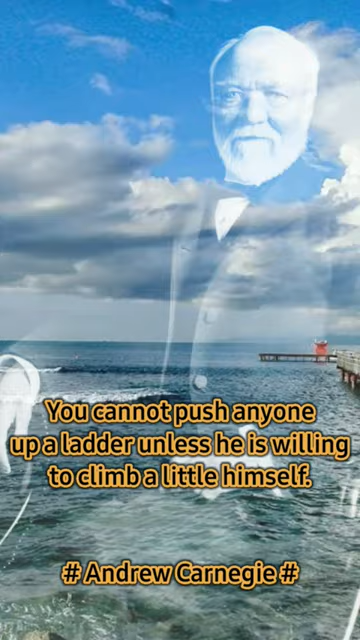 You cannot push anyone
up a ladder unless he is willing
to climb a little himself.
# Andrew Carnegie #